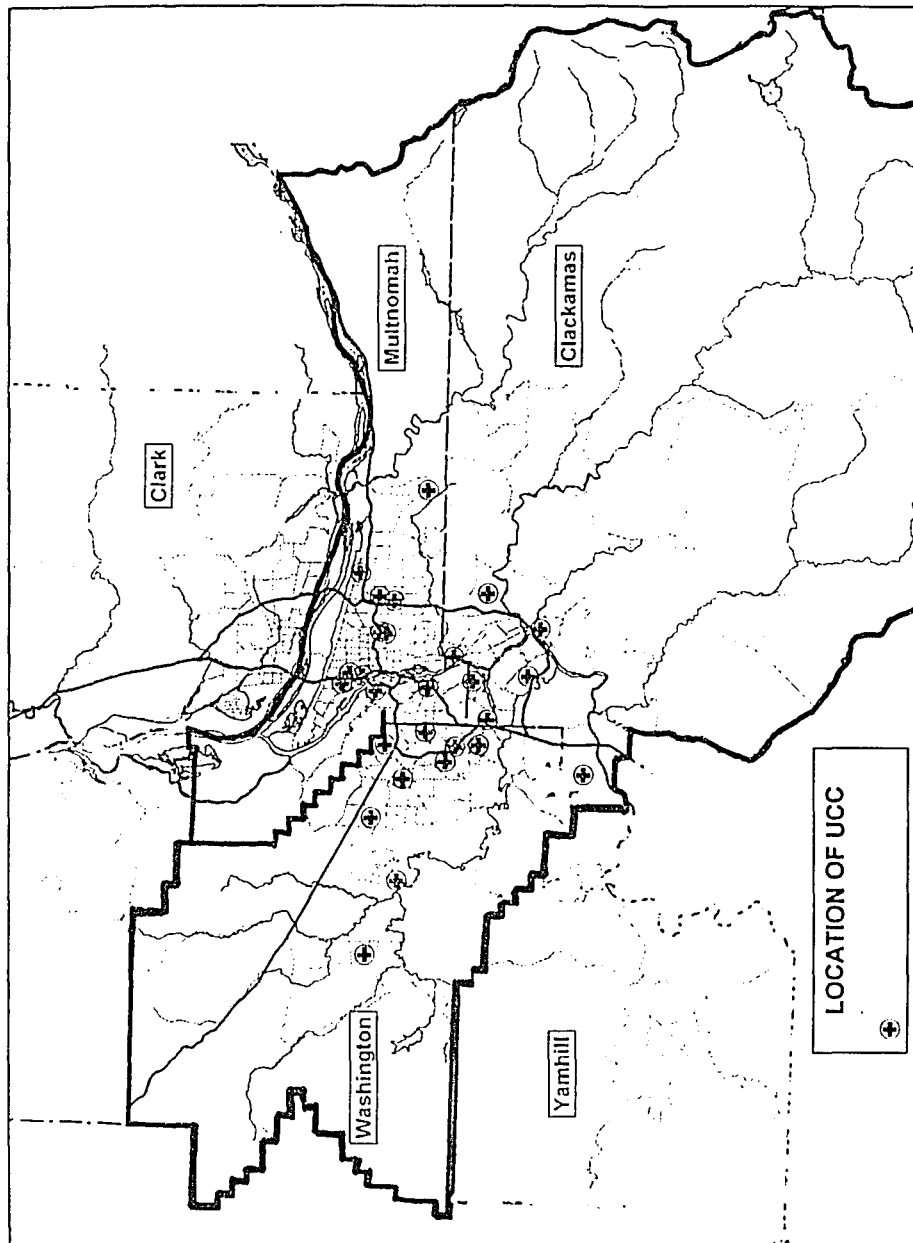 Clark
Multnomah
Clackamas
Washington
Yamhill
LOCATION OF UCC